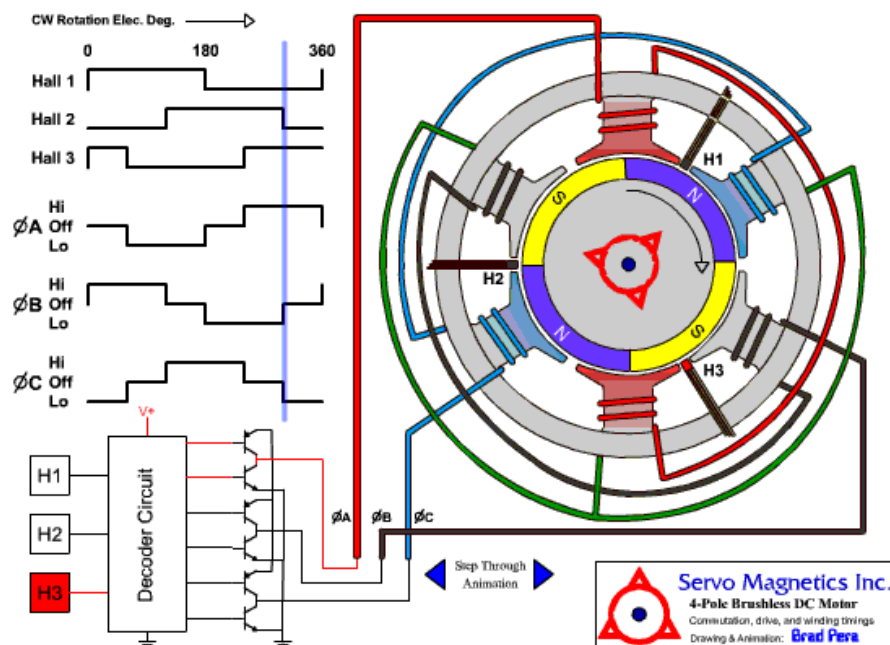 CW Rotation Elec. Deg.
0 180 360
Hall 1
Hall 2
Hall 3
Hi
ØA Off
Lo
Hi
ØB Off
Lo
Hi
ØC Off
Lo
S
N
N
S
H1
H2
H3
V+
H1
H2
H3
Decoder Circuit
ØA ØB ØC
Step Through
Animation
Servo Magnetics Inc.
4-Pole Brushless DC Motor
Commutation, drive, and winding timings
Drawing & Animation: Brad Pera